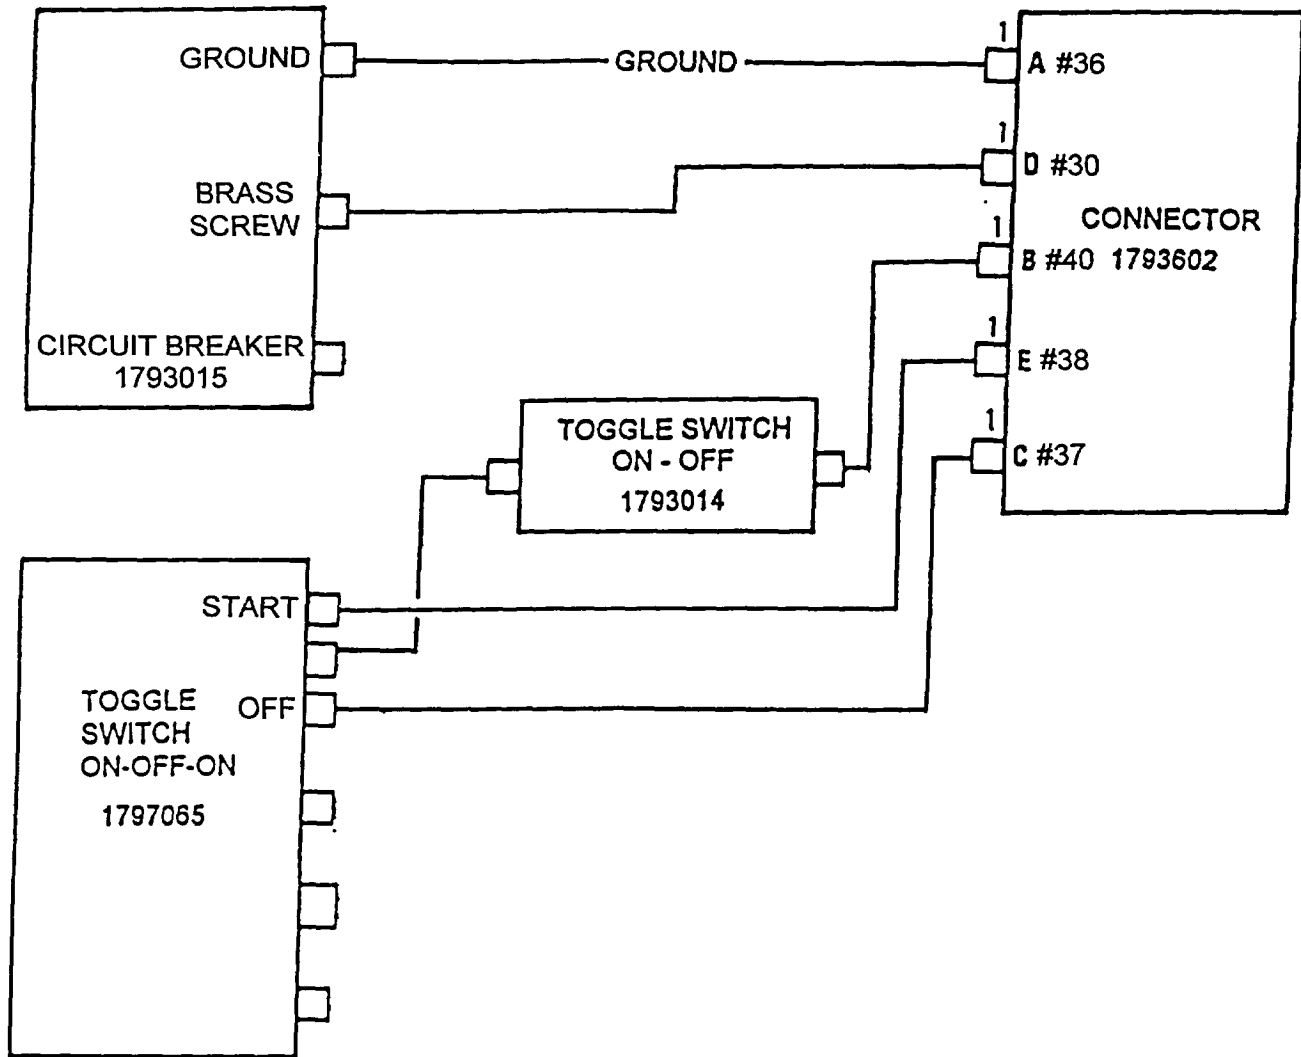 GROUND
GROUND
1
A #36
BRASS
SCREW
1
D #30
CONNECTOR
1793602
1
B #40
CIRCUIT BREAKER
1793015
1
E #38
1
C #37
TOGGLE SWITCH
ON - OFF
1793014
START
OFF
TOGGLE
SWITCH
ON-OFF-ON
1797065